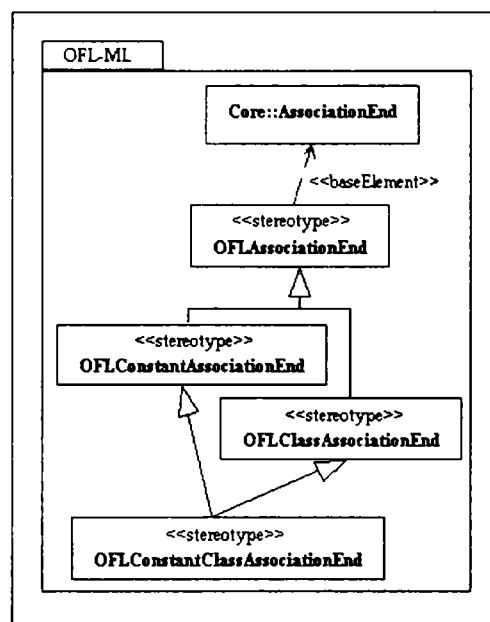 OFL-ML
Core::AssociationEnd
<<baseElement>>
<<stereotype>>
OFLAssociationEnd
<<stereotype>>
OFLConstantAssociationEnd
<<stereotype>>
OFLClassAssociationEnd
<<stereotype>>
OFLConstantClassAssociationEnd